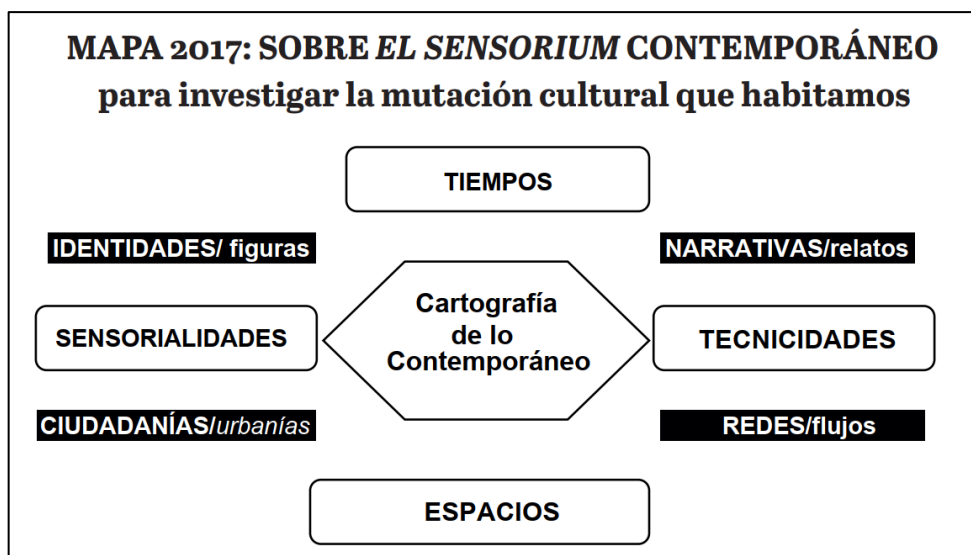 MAPA 2017: SOBRE EL SENSORIUM CONTEMPORÁNEO
para investigar la mutación cultural que habitamos
TIEMPOS
IDENTIDADES/ figuras
NARRATIVAS/relatos
SENSORIALIDADES
Cartografía
de lo
Contemporáneo
TECNICIDADES
CIUDADANÍAS/urbanías
REDES/flujos
ESPACIOS